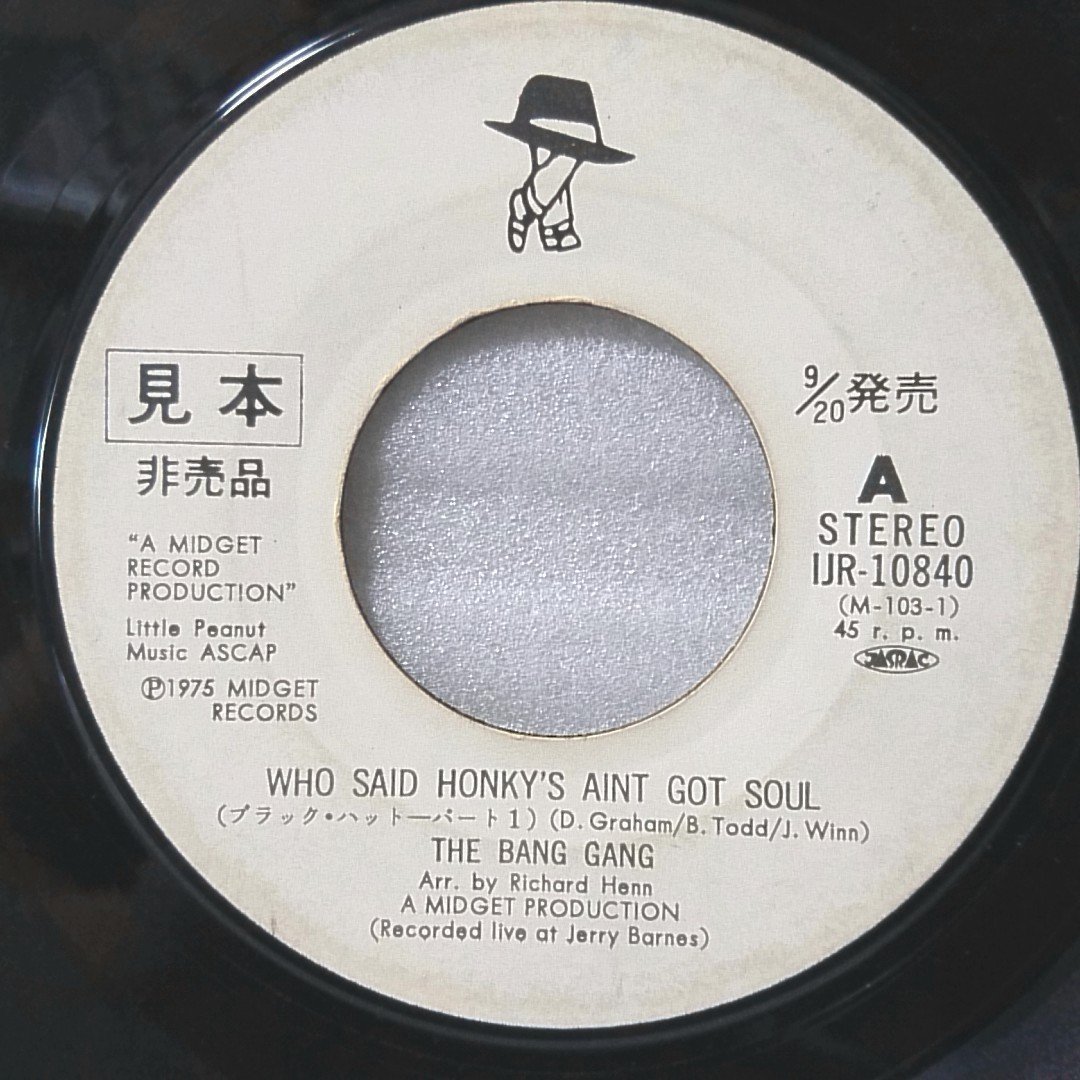 見本
非売品
"A MIDGET
RECORD
PRODUCTION"
Little Peanut
Music ASCAP
Ⓟ1975 MIDGET
RECORDS
9/20発売
A
STEREO
IJR-10840
(M-103-1)
45 r. p. m.
JASRAC
WHO SAID HONKY'S AINT GOT SOUL
(ブラック・ハット—パート1) (D. Graham/B. Todd/J. Winn)
THE BANG GANG
Arr. by Richard Henn
A MIDGET PRODUCTION
(Recorded live at Jerry Barnes)